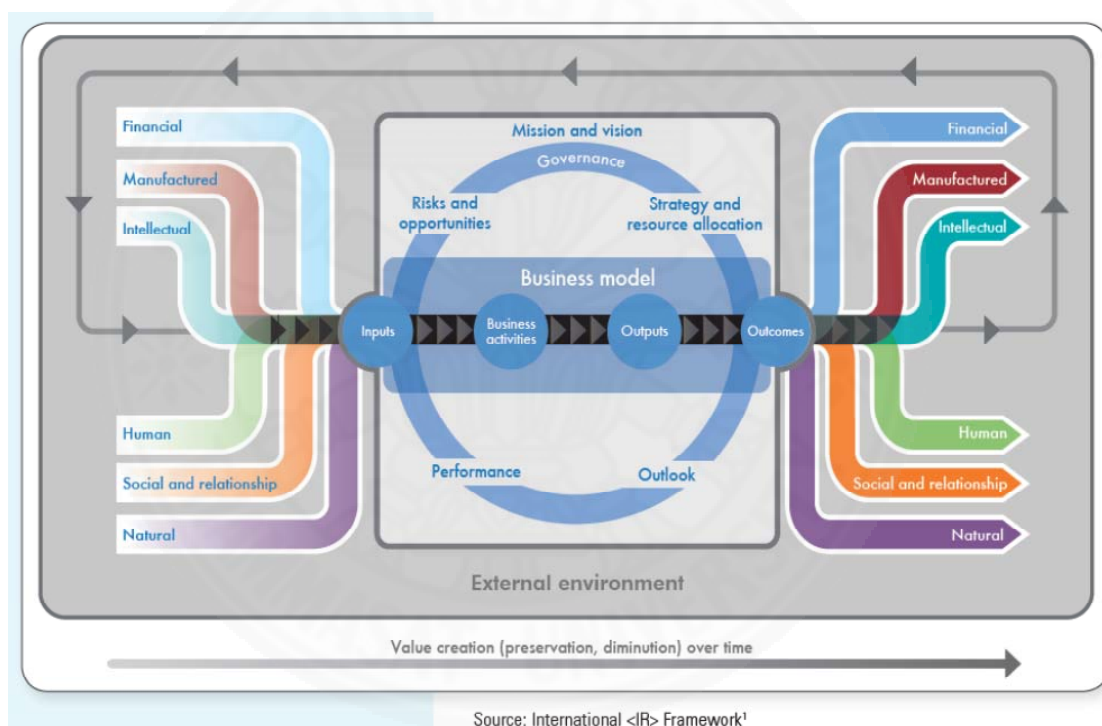 Financial
Manufactured
Intellectual
Human
Social and relationship
Natural
Mission and vision
Governance
Risks and
opportunities
Strategy and
resource allocation
Business model
Inputs
Business
activities
Outputs
Outcomes
Performance
Outlook
Financial
Manufactured
Intellectual
Human
Social and relationship
Natural
External environment
Value creation (preservation, diminution) over time
Source: International <IR> Framework¹